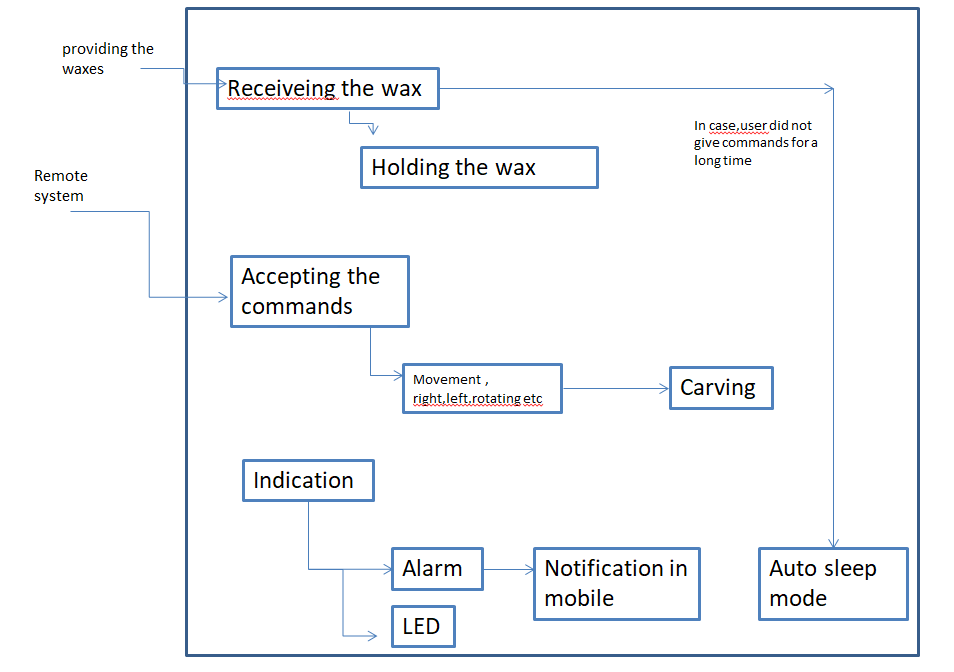 providing the
waxes
Receiveing the wax
In case,user did not
give commands for a
long time
Holding the wax
Remote
system
Accepting the
commands
Movement ,
right,left.rotating etc
Carving
Indication
Alarm
Notification in
mobile
Auto sleep
mode
LED